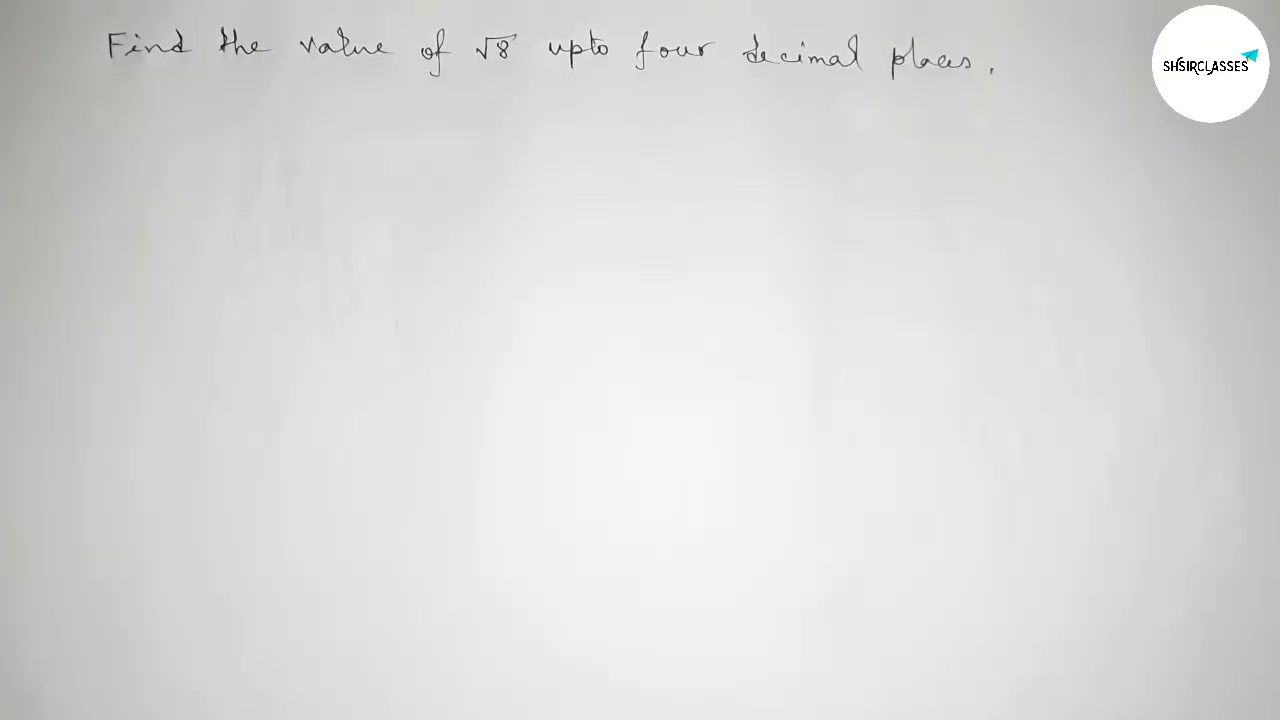 Find the value of √8 upto four decimal places.
SHSIRCLASSES